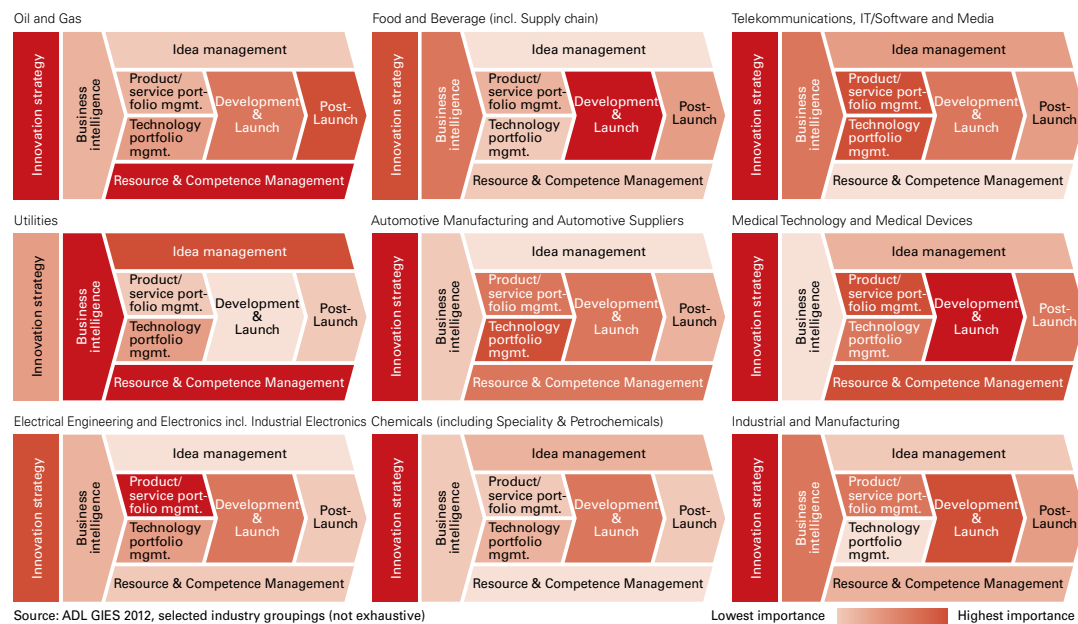 Oil and Gas
Innovation strategy
Business
intelligence
Idea management
Product/
service port-
folio mgmt.
Technology
portfolio
mgmt.
Development
&
Launch
Post-
Launch
Resource & Competence Management
Food and Beverage (incl. Supply chain)
Innovation strategy
Business
intelligence
Idea management
Product/
service port-
folio mgmt.
Technology
portfolio
mgmt.
Development
&
Launch
Post-
Launch
Resource & Competence Management
Telekommunications, IT/Software and Media
Innovation strategy
Business
intelligence
Idea management
Product/
service port-
folio mgmt.
Technology
portfolio
mgmt.
Development
&
Launch
Post-
Launch
Resource & Competence Management
Utilities
Innovation strategy
Business
intelligence
Idea management
Product/
service port-
folio mgmt.
Technology
portfolio
mgmt.
Development
&
Launch
Post-
Launch
Resource & Competence Management
Automotive Manufacturing and Automotive Suppliers
Innovation strategy
Business
intelligence
Idea management
Product/
service port-
folio mgmt.
Technology
portfolio
mgmt.
Development
&
Launch
Post-
Launch
Resource & Competence Management
Medical Technology and Medical Devices
Innovation strategy
Business
intelligence
Idea management
Product/
service port-
folio mgmt.
Technology
portfolio
mgmt.
Development
&
Launch
Post-
Launch
Resource & Competence Management
Electrical Engineering and Electronics incl. Industrial Electronics
Innovation strategy
Business
intelligence
Idea management
Product/
service port-
folio mgmt.
Technology
portfolio
mgmt.
Development
&
Launch
Post-
Launch
Resource & Competence Management
Chemicals (including Speciality & Petrochemicals)
Innovation strategy
Business
intelligence
Idea management
Product/
service port-
folio mgmt.
Technology
portfolio
mgmt.
Development
&
Launch
Post-
Launch
Resource & Competence Management
Industrial and Manufacturing
Innovation strategy
Business
intelligence
Idea management
Product/
service port-
folio mgmt.
Technology
portfolio
mgmt.
Development
&
Launch
Post-
Launch
Resource & Competence Management
Source: ADL GIES 2012, selected industry groupings (not exhaustive)
Lowest importance
Highest importance